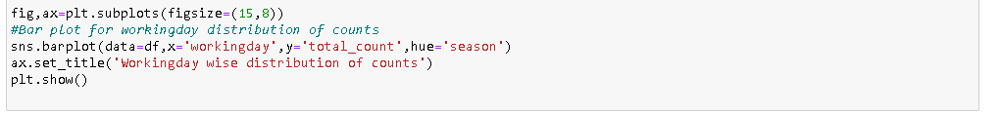 fig,ax=plt.subplots(figsize=(15,8))
#Bar plot for workingday distribution of counts
sns.barplot(data=df,x='workingday',y='total_count',hue='season')
ax.set_title('Workingday wise distribution of counts')
plt.show()